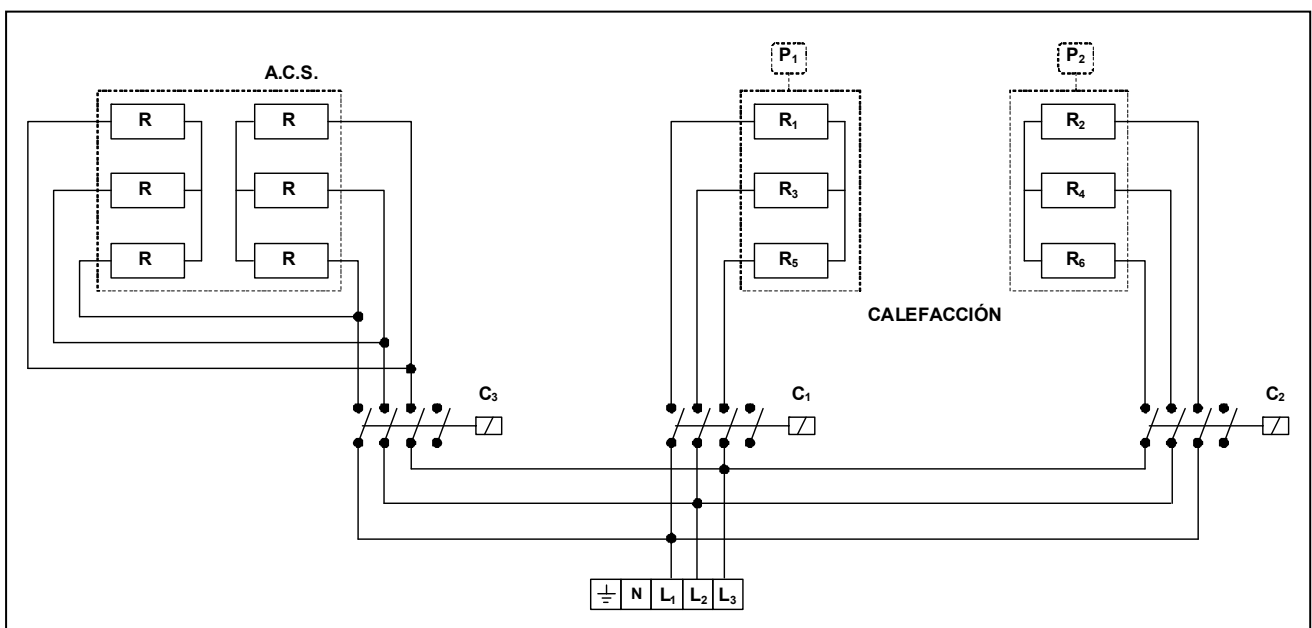 P₁ P₂
A.C.S.
R R R₁ R₂
R R R₃ R₄
R R R₅ R₆
CALEFACCIÓN
C₃ C₁ C₂
N L₁ L₂ L₃